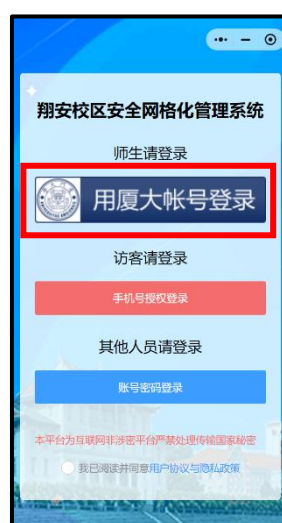 翔安校区安全网格化管理系统
师生请登录
用厦大帐号登录
访客请登录
手机号授权登录
其他人员请登录
账号密码登录
本平台为互联网非涉密平台严禁处理传输国家秘密
我已阅读并同意用户协议与隐私政策